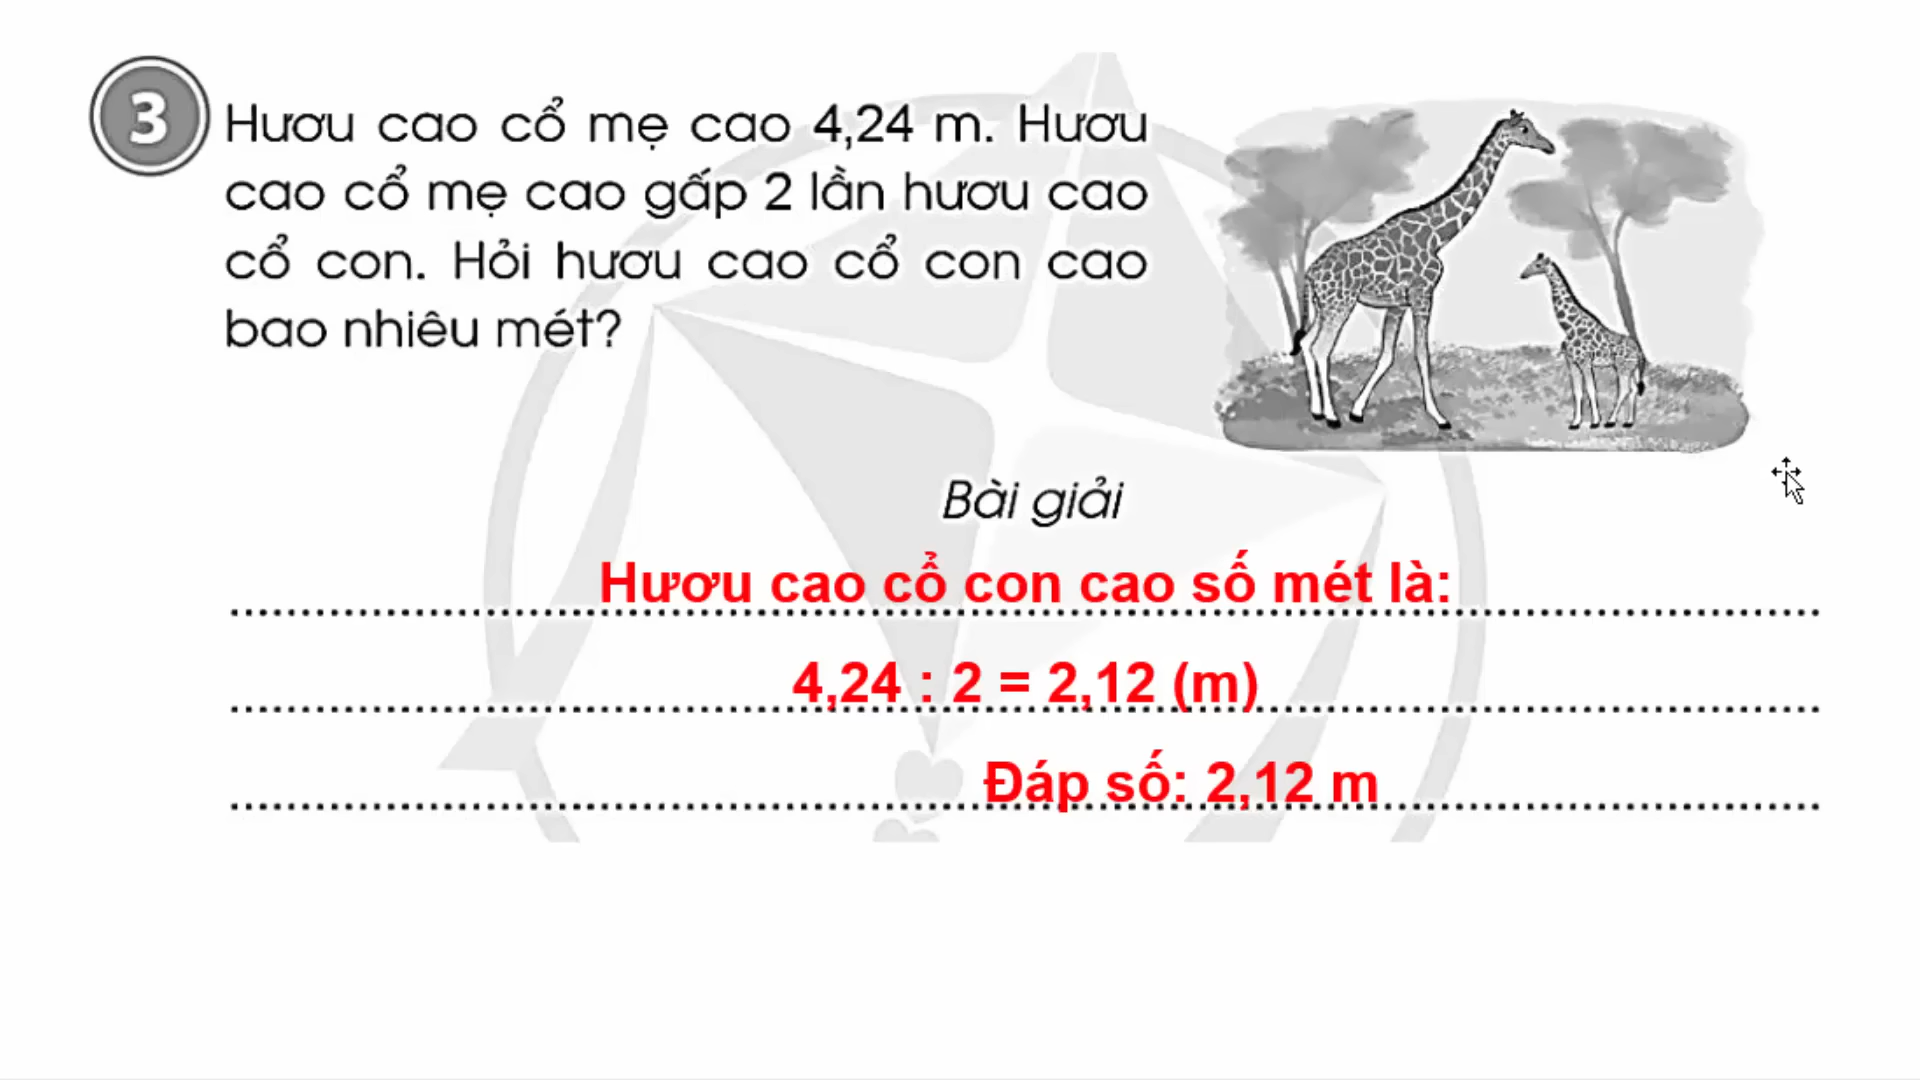 3
Hươu cao cổ mẹ cao 4,24 m. Hươu
cao cổ mẹ cao gấp 2 lần hươu cao
cổ con. Hỏi hươu cao cổ con cao
bao nhiêu mét?
Bài giải
Hươu cao cổ con cao số mét là:
4,24 : 2 = 2,12 (m)
Đáp số: 2,12 m